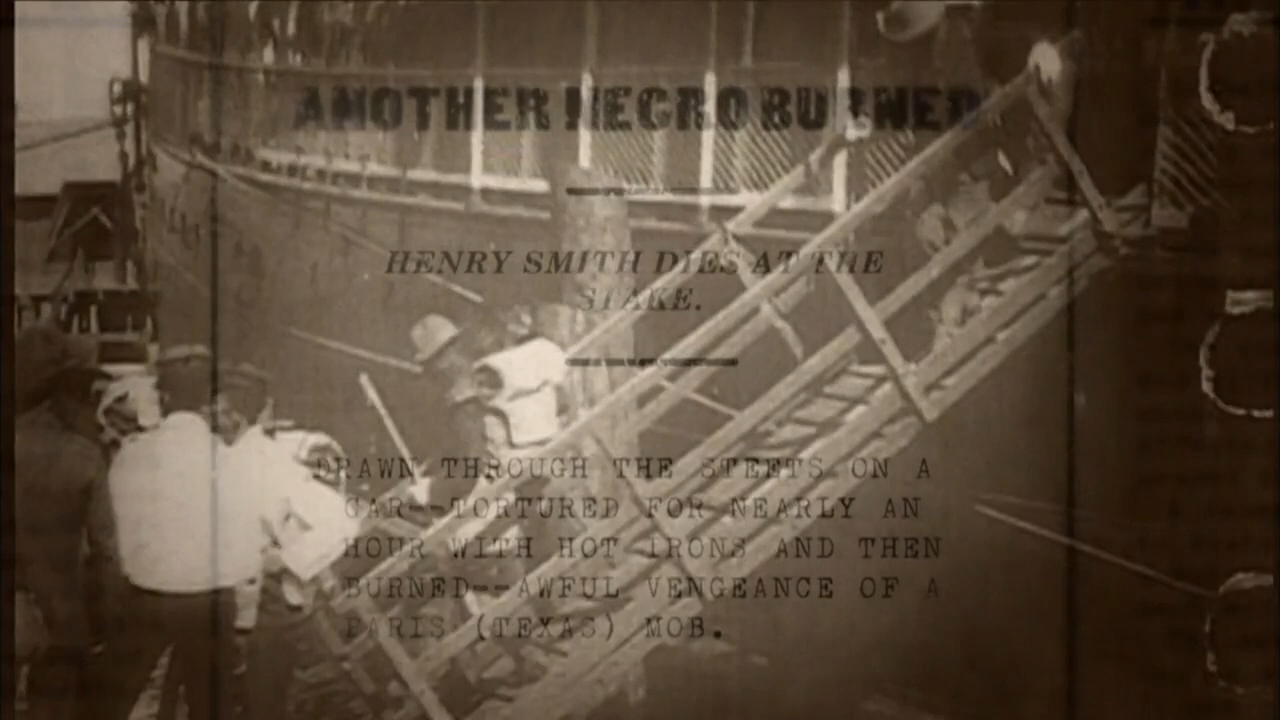 ANOTHER NEGRO BURNED
HENRY SMITH DIES AT THE
STAKE.
DRAWN THROUGH THE STEETS ON A
CAR--TORTURED FOR NEARLY AN
HOUR WITH HOT IRONS AND THEN
BURNED--AWFUL VENGEANCE OF A
PARIS (TEXAS) MOB.